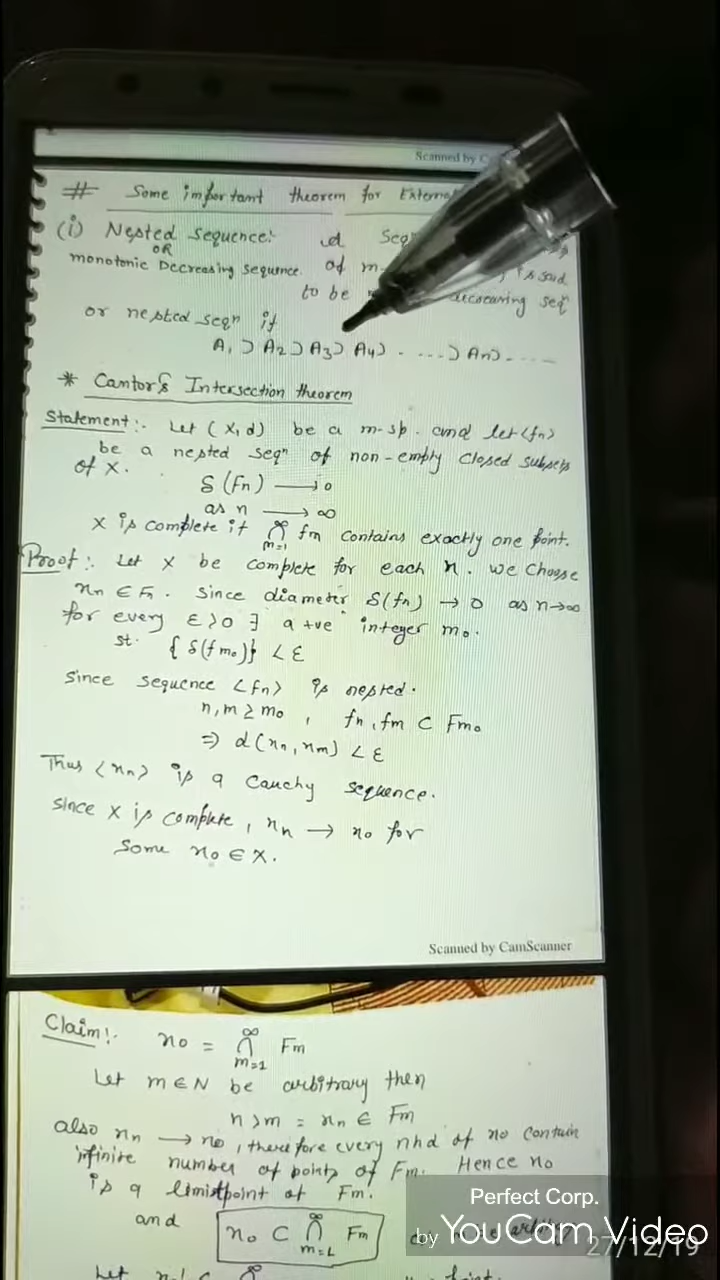 Scanned by C
# Some important theorem for Externa
(i) Nested Sequence:- Seq
OR
monotonic Decreasing sequence. of m is said
to be decreasing seqⁿ
or nested seqⁿ if
A₁ ⊃ A₂ ⊃ A₃ ⊃ A₄ ⊃ . .... ⊃ An ⊃ .....
* Cantor's Intersection theorem
Statement:- Let (X, d) be a m-sp. and let <fn>
be a nested seqⁿ of non-empty closed subsets
of X.
δ (Fn) → 0
as n → ∞
X is complete if ∩ fm contains exactly one point.
∞
m=1
Proof:- Let X be complete for each n. We choose
xn ∈ Fn. Since diameter δ(fn) → 0 as n→∞
for every ε>0 ∃ a +ve integer m₀.
st. { δ(fm₀)} < ε
since sequence <fn> is nested.
n, m ≥ m₀, fn, fm ⊂ Fm₀
⇒ d(xn, xm) < ε
Thus <xn> is a Cauchy sequence.
since X is complete, xn → x₀ for
some x₀ ∈ X.
Scanned by CamScanner
Claim:- x₀ = ∩ Fm
∞
m=1
Let m ∈ N be arbitrary then
n > m = xn ∈ Fm
also xn → x₀, therefore every nhd of x₀ contain
infinite number of points of Fm. Hence x₀
is a limitpoint of Fm.
and x₀ ⊂ ∩ Fm
∞
m=1
Perfect Corp.
by YouCam Video
27/12/19